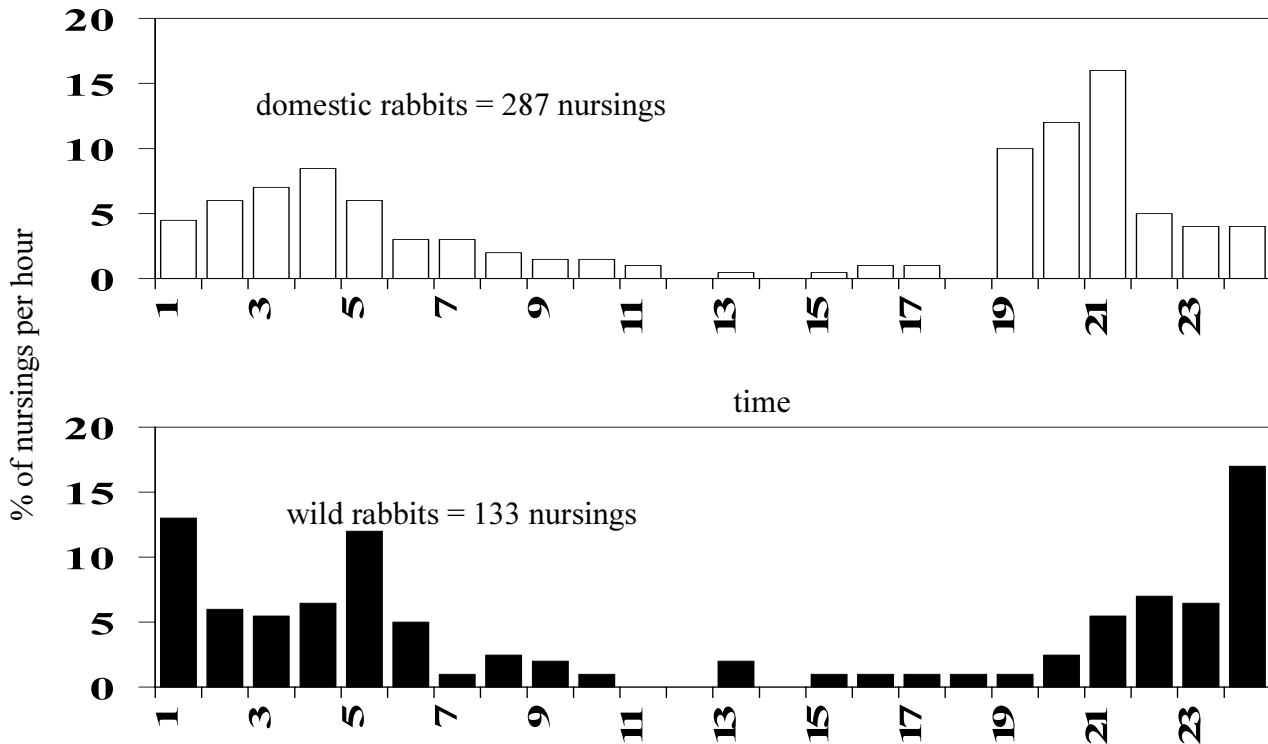 20
15
domestic rabbits = 287 nursings
10
5
0
1 3 5 7 9 11 13 15 17 19 21 23
% of nursings per hour
time
20
15
wild rabbits = 133 nursings
10
5
0
1 3 5 7 9 11 13 15 17 19 21 23